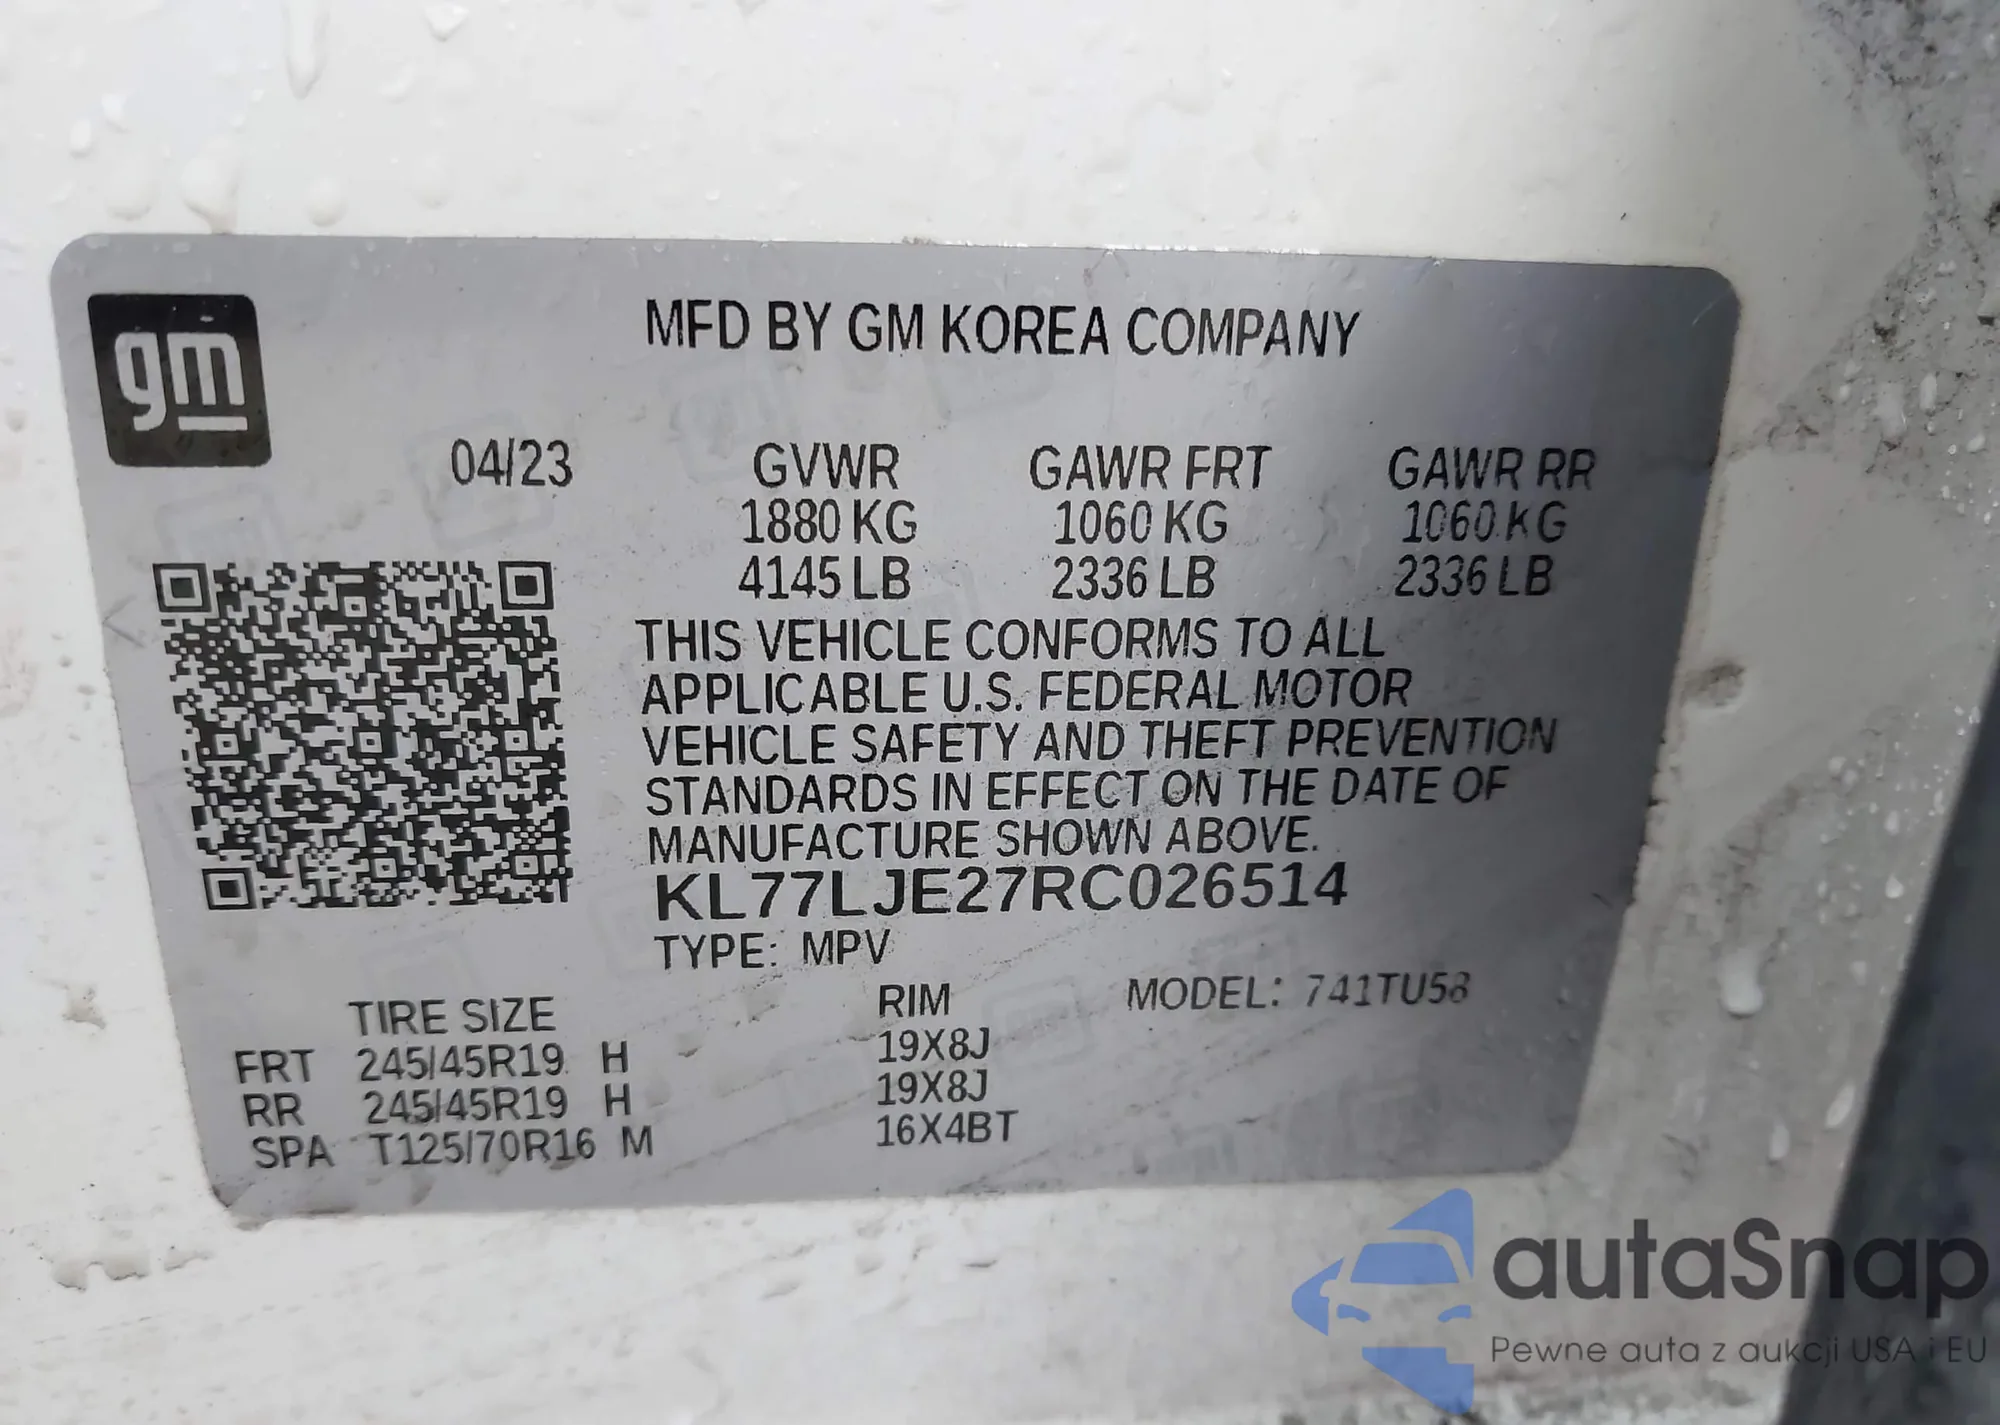 gm
MFD BY GM KOREA COMPANY
04/23 GVWR GAWR FRT GAWR RR
1880 KG 1060 KG 1060 KG
4145 LB 2336 LB 2336 LB
THIS VEHICLE CONFORMS TO ALL
APPLICABLE U.S. FEDERAL MOTOR
VEHICLE SAFETY AND THEFT PREVENTION
STANDARDS IN EFFECT ON THE DATE OF
MANUFACTURE SHOWN ABOVE.
KL77LJE27RC026514
TYPE: MPV
TIRE SIZE RIM MODEL: 741TU58
FRT 245/45R19 H 19X8J
RR 245/45R19 H 19X8J
SPA T125/70R16 M 16X4BT
autaSnap
Pewne auta z aukcji USA i EU